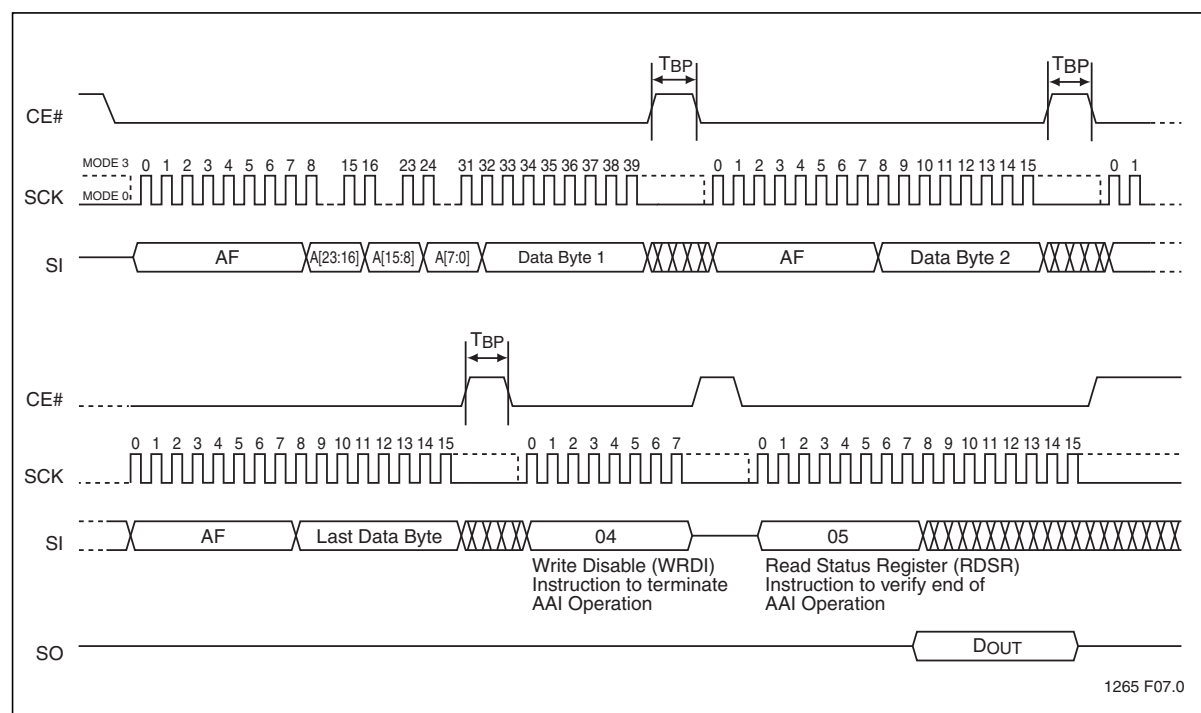 TBP TBP
CE#
MODE 3 0 1 2 3 4 5 6 7 8 15 16 23 24 31 32 33 34 35 36 37 38 39 0 1 2 3 4 5 6 7 8 9 10 11 12 13 14 15 0 1
SCK MODE 0
SI AF A[23:16] A[15:8] A[7:0] Data Byte 1 AF Data Byte 2
TBP
CE#
0 1 2 3 4 5 6 7 8 9 10 11 12 13 14 15 0 1 2 3 4 5 6 7 0 1 2 3 4 5 6 7 8 9 10 11 12 13 14 15
SCK
SI AF Last Data Byte 04 05
Write Disable (WRDI)
Instruction to terminate
AAI Operation
Read Status Register (RDSR)
Instruction to verify end of
AAI Operation
SO DOUT
1265 F07.0